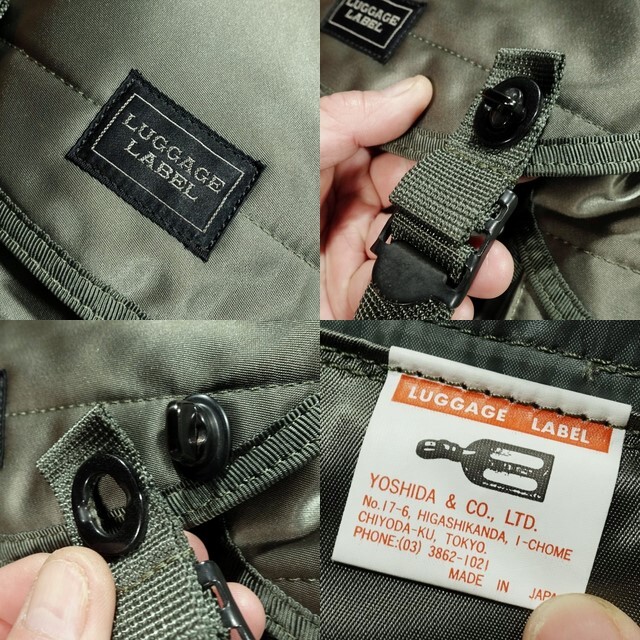 LUGGAGE
LABEL
LUGGAGE
LABEL
LUGGAGE LABEL
YOSHIDA & CO., LTD.
No.17-6, HIGASHIKANDA, 1-CHOME
CHIYODA-KU, TOKYO.
PHONE:(03) 3862-1021
MADE IN JAPA